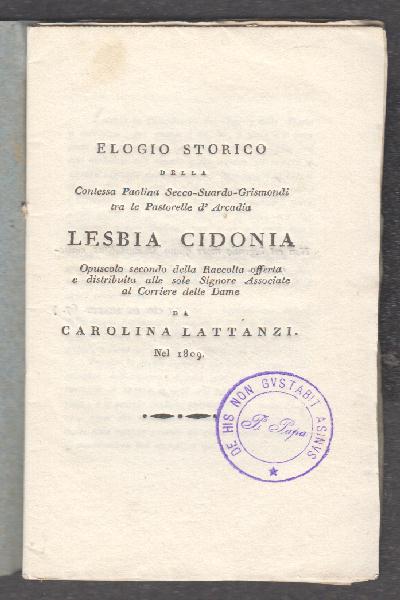 ELOGIO STORICO
DELLA
Contessa Paolina Secco-Suardo-Grismondi
tra le Pastorelle d' Arcadia
LESBIA CIDONIA
Opuscolo secondo della Raccolta offerta
e distribuita alle sole Signore Associate
al Corriere delle Dame
DA
CAROLINA LATTANZI.
Nel 1809.
DE HIS NON GVSTABIT ASINVS
Papa